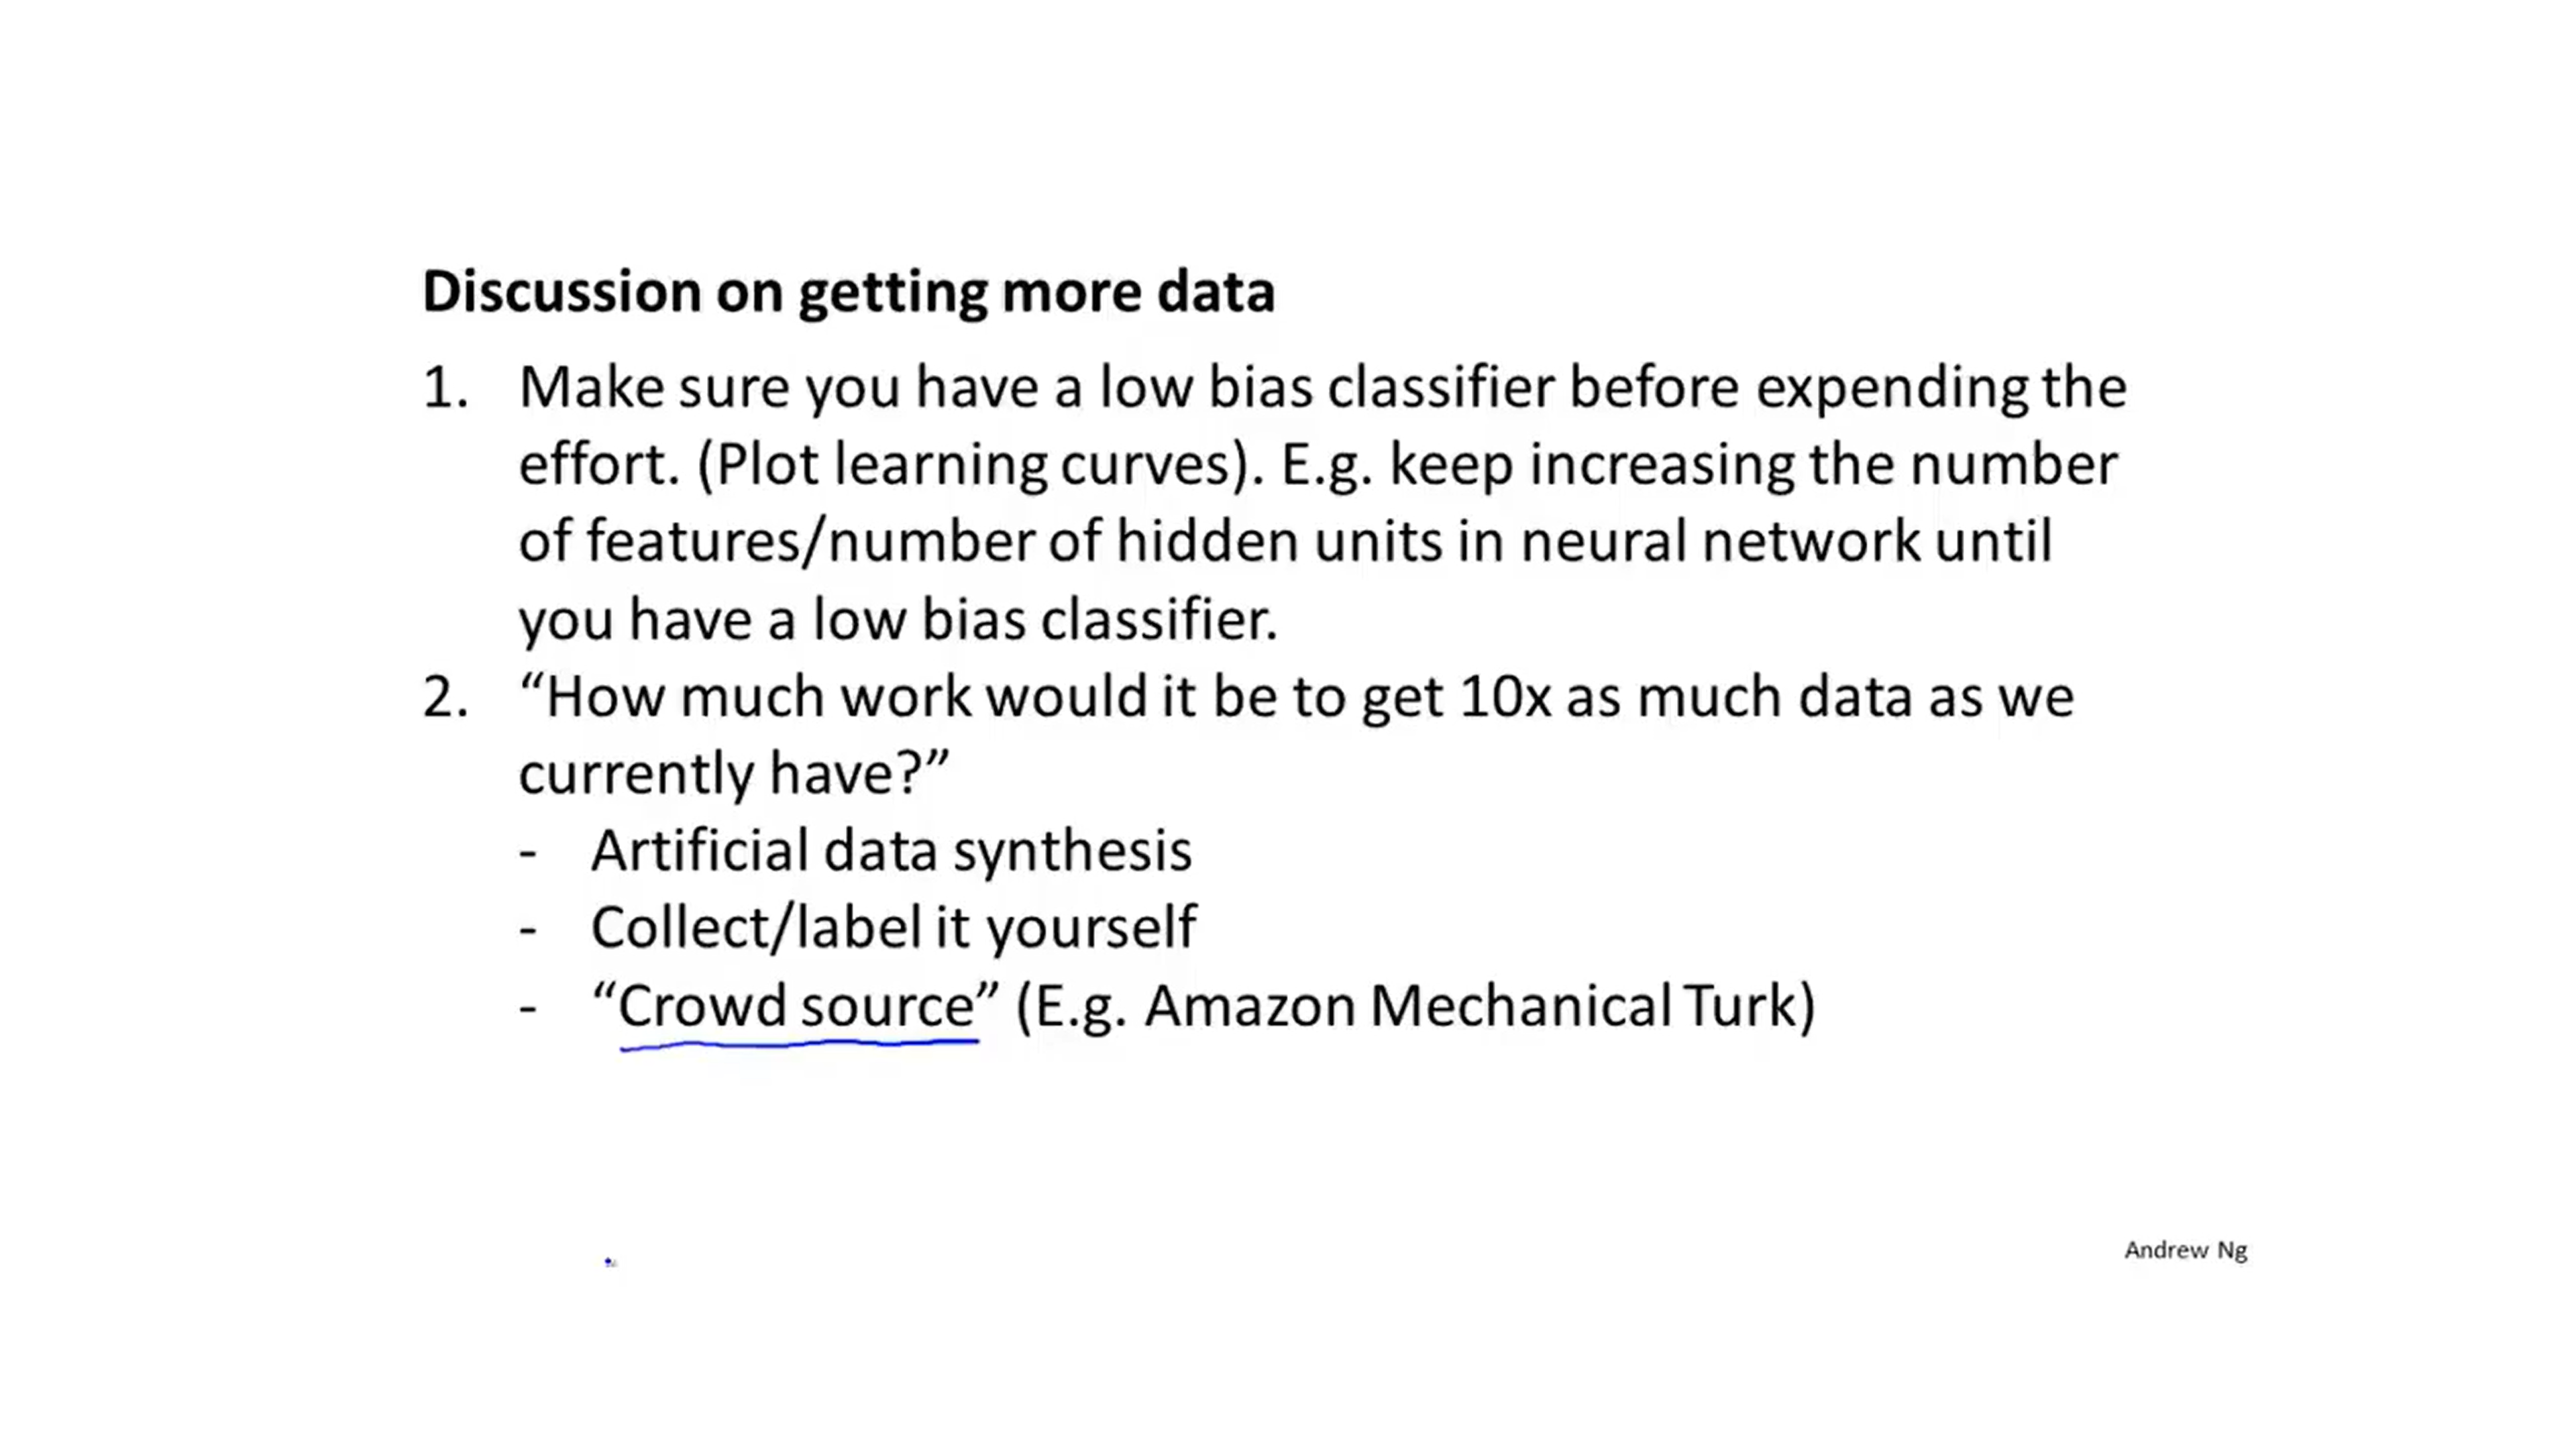 Discussion on getting more data
1. Make sure you have a low bias classifier before expending the
effort. (Plot learning curves). E.g. keep increasing the number
of features/number of hidden units in neural network until
you have a low bias classifier.
2. “How much work would it be to get 10x as much data as we
currently have?”
- Artificial data synthesis
- Collect/label it yourself
- “Crowd source” (E.g. Amazon Mechanical Turk)
Andrew Ng